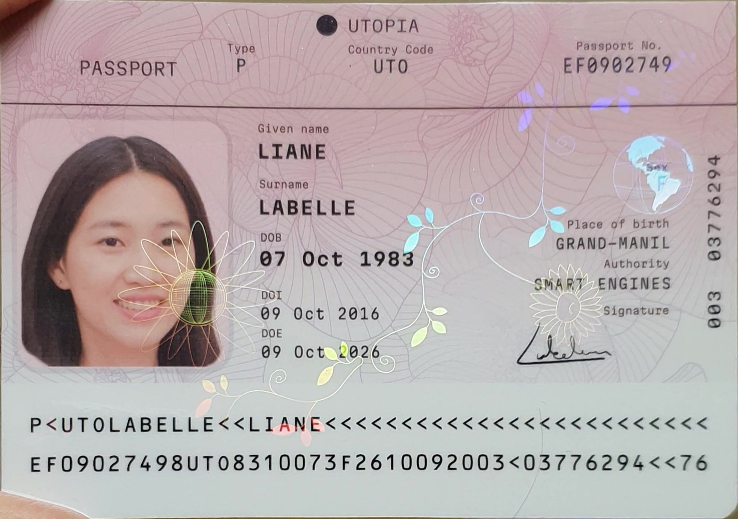 UTOPIA
Type
Country Code
Passport No.
PASSPORT
P
UTO
EF0902749
Given name
LIANE
Surname
LABELLE
DOB
07 Oct 1983
DOI
09 Oct 2016
DOE
09 Oct 2026
Sex
F
Place of birth
GRAND-MANIL
Authority
SMART ENGINES
Signature
003 03776294
P<UTOLABELLE<<LIANE<<<<<<<<<<<<<<<<<<<<<<<<<
EF09027498UTO8310073F2610092003<03776294<<76